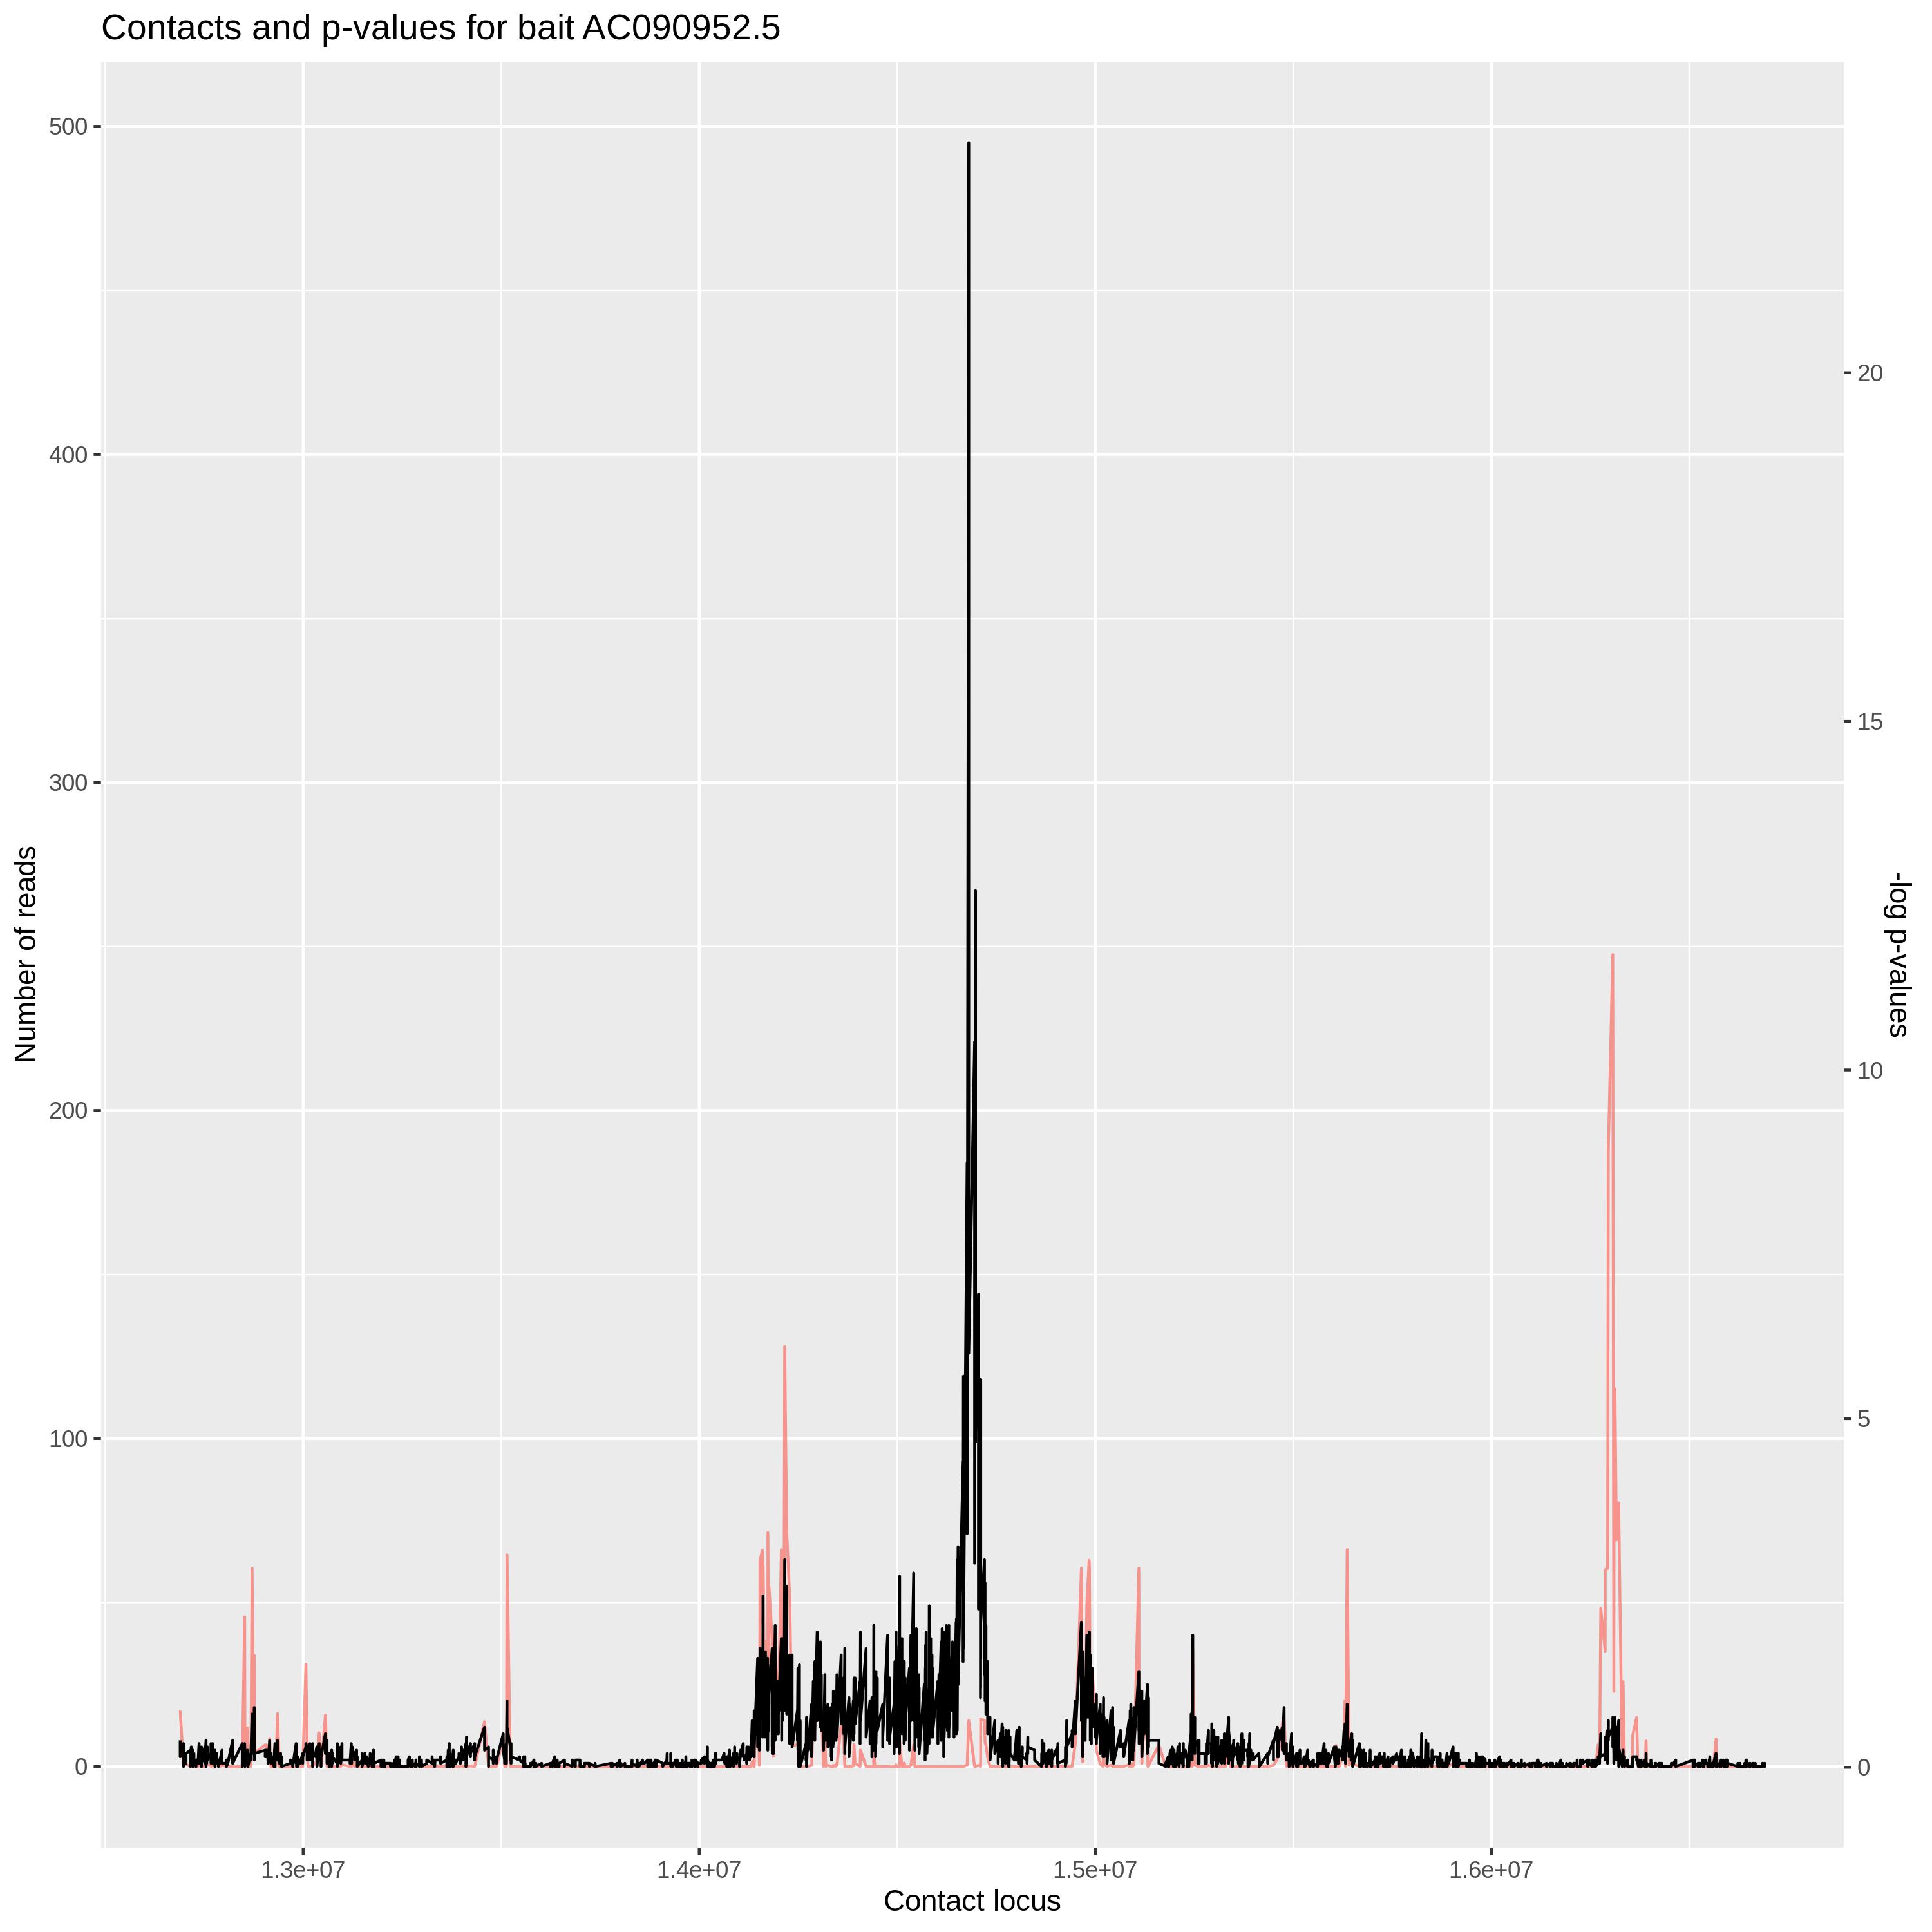 Contacts and p-values for bait AC090952.5
500
400
300
200
100
0
Number of reads
20
15
10
5
0
-log p-values
1.3e+07
1.4e+07
1.5e+07
1.6e+07
Contact locus